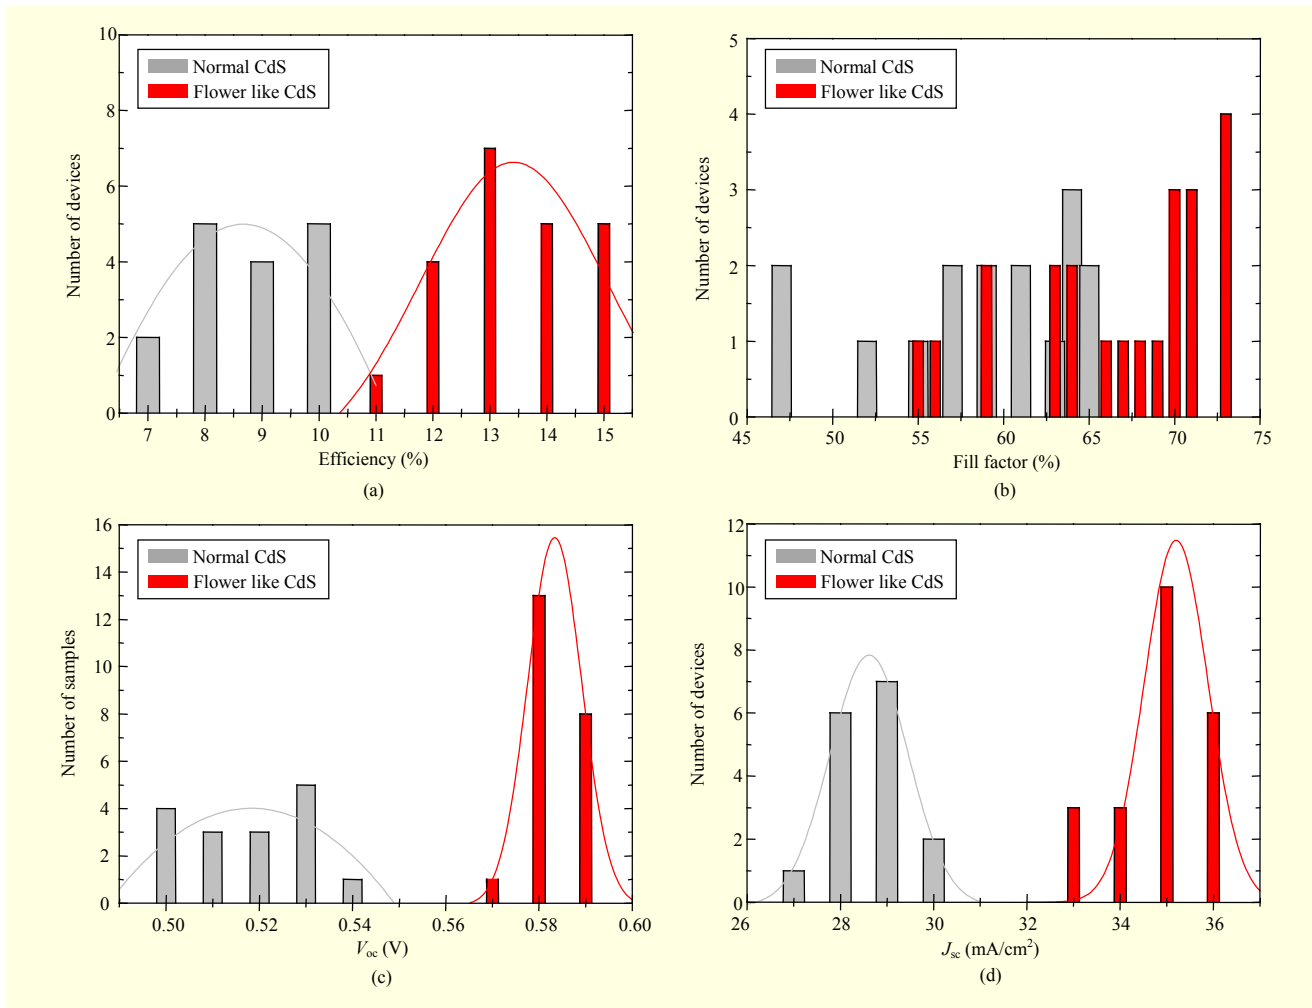 10
8
6
4
2
0
Number of devices
Normal CdS
Flower like CdS
7 8 9 10 11 12 13 14 15
Efficiency (%)
(a)
5
4
3
2
1
0
Number of devices
Normal CdS
Flower like CdS
45 50 55 60 65 70 75
Fill factor (%)
(b)
16
14
12
10
8
6
4
2
0
Number of samples
Normal CdS
Flower like CdS
0.50 0.52 0.54 0.56 0.58 0.60
Voc (V)
(c)
12
10
8
6
4
2
0
Number of devices
Normal CdS
Flower like CdS
26 28 30 32 34 36
Jsc (mA/cm²)
(d)